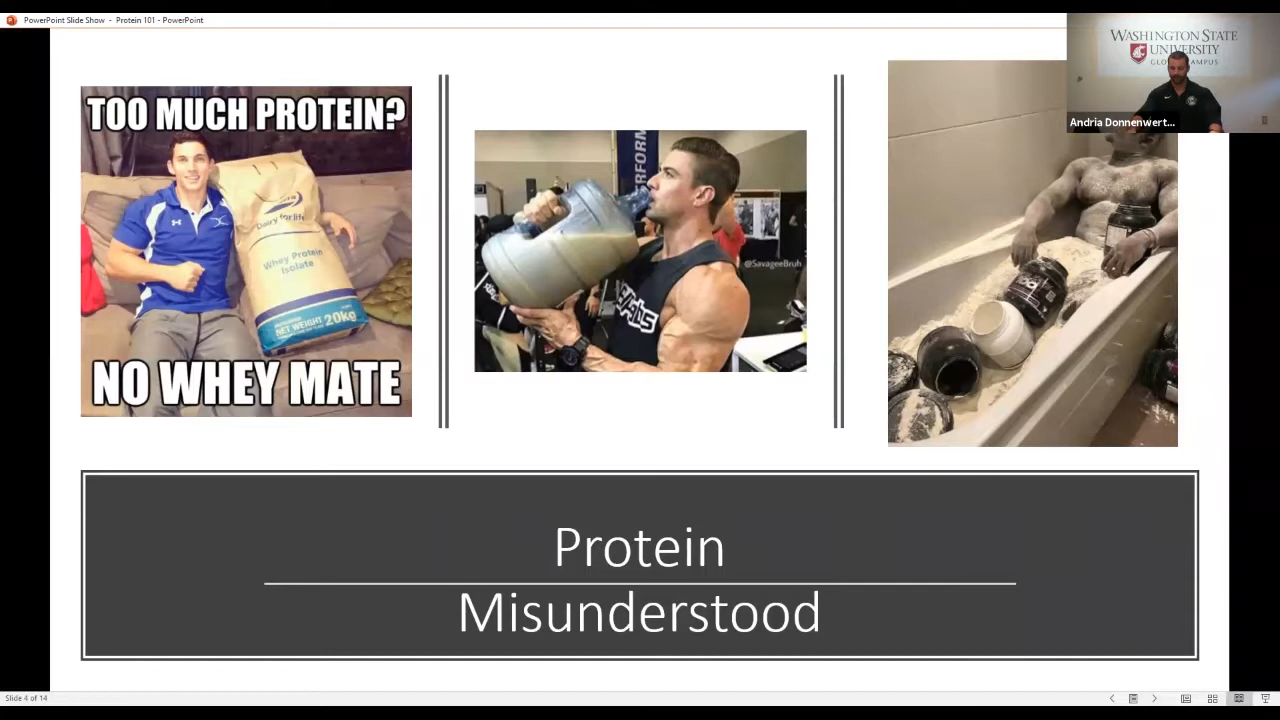 PowerPoint Slide Show - Protein 101 - PowerPoint
WASHINGTON STATE
UNIVERSITY
Andria Donnenwert...
TOO MUCH PROTEIN?
Dairy for life
Whey Protein
Isolate
NET WEIGHT 20kg
NO WHEY MATE
@SavageeBruh
Protein
Misunderstood
Slide 4 of 14